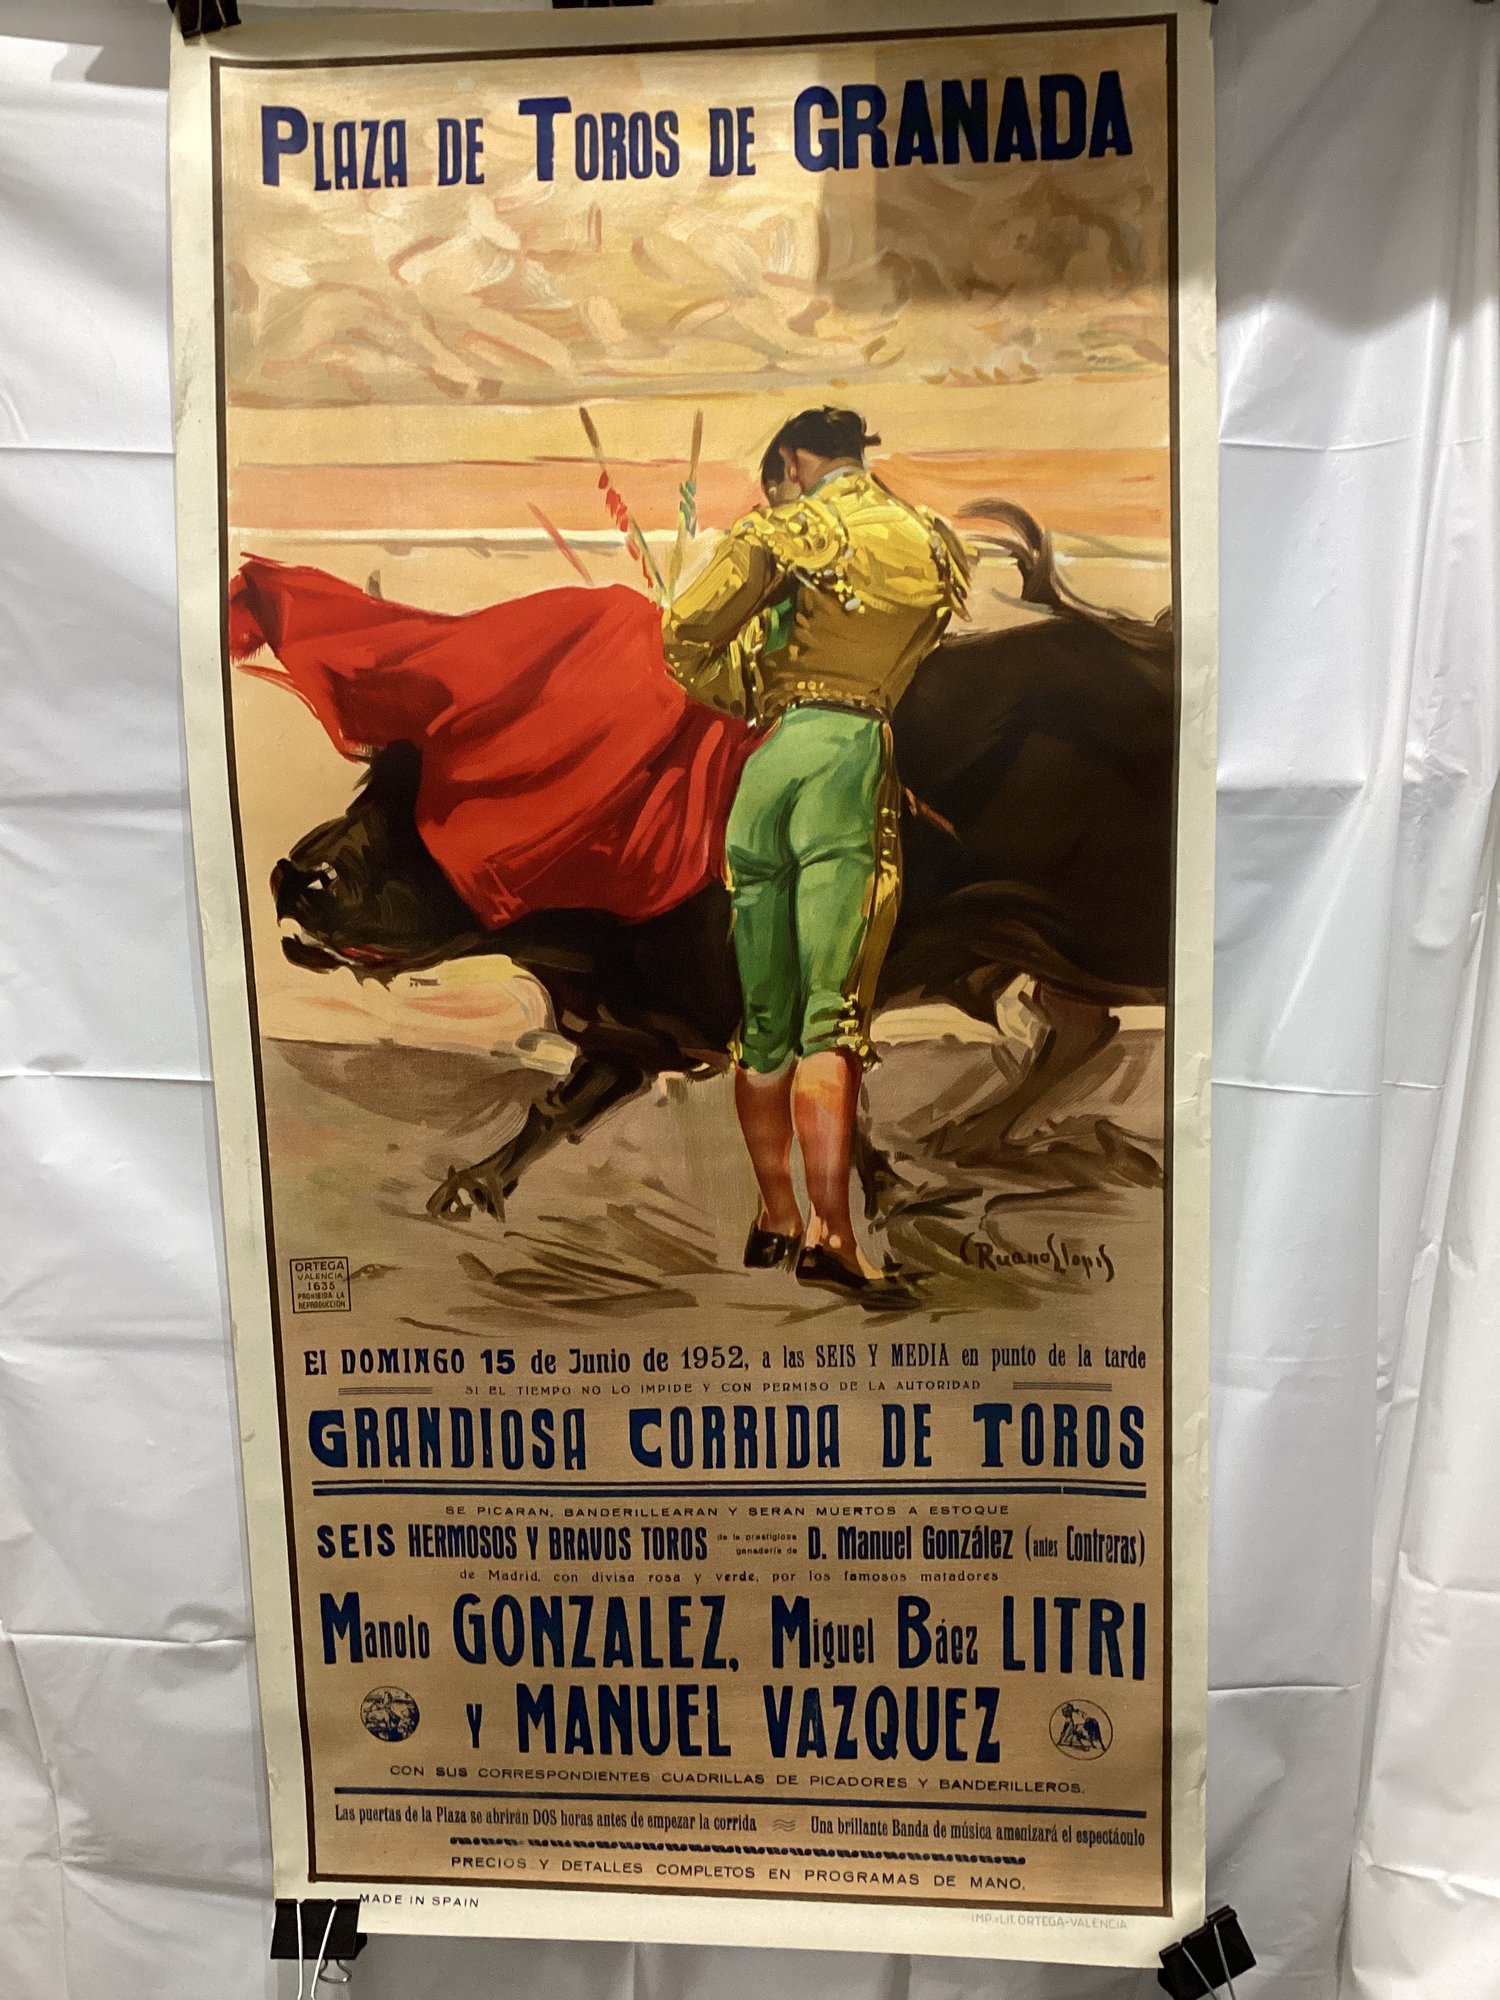 PLAZA DE TOROS DE GRANADA
RuanoLlopis
ORTEGA
VALENCIA
1635
PROHIBIDA LA
REPRODUCCIÓN
El DOMINGO 15 de Junio de 1952, a las SEIS Y MEDIA en punto de la tarde
SI EL TIEMPO NO LO IMPIDE Y CON PERMISO DE LA AUTORIDAD
GRANDIOSA CORRIDA DE TOROS
SE PICARAN, BANDERILLEARAN Y SERAN MUERTOS A ESTOQUE
SEIS HERMOSOS Y BRAVOS TOROS de la prestigiosa ganadería de D. Manuel González (antes Contreras)
de Madrid, con divisa rosa y verde, por los famosos matadores
Manolo GONZALEZ, Miguel Báez LITRI
Y MANUEL VAZQUEZ
CON SUS CORRESPONDIENTES CUADRILLAS DE PICADORES Y BANDERILLEROS.
Las puertas de la Plaza se abrirán DOS horas antes de empezar la corrida Una brillante Banda de música amenizará el espectáculo
PRECIOS Y DETALLES COMPLETOS EN PROGRAMAS DE MANO.
MADE IN SPAIN
IMP. Y LIT. ORTEGA-VALENCIA